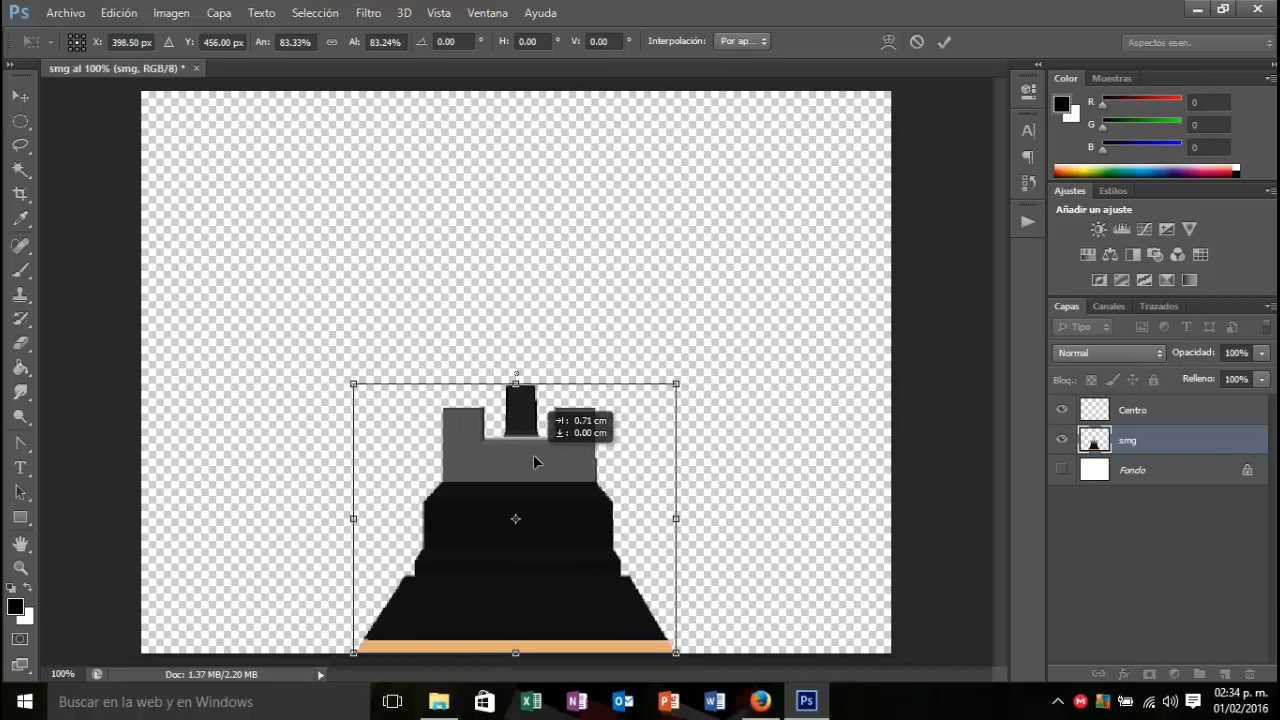 Ps Archivo Edición Imagen Capa Texto Selección Filtro 3D Vista Ventana Ayuda
X: 398.50 px Y: 456.00 px An: 83.33% Al: 83.24% 0.00 ° H: 0.00 ° V: 0.00 ° Interpolación: Por ap... Aspectos esen.
smg al 100% (smg, RGB/8) * ×
Color Muestras
R 0
G 0
B 0
Ajustes Estilos
Añadir un ajuste
Capas Canales Trazados
Tipo
Normal Opacidad: 100%
Bloq.: Relleno: 100%
Centro
smg
Fondo
0.71 cm
0.00 cm
100% Doc: 1.37 MB/2.20 MB
Buscar en la web y en Windows
02:34 p. m.
01/02/2016